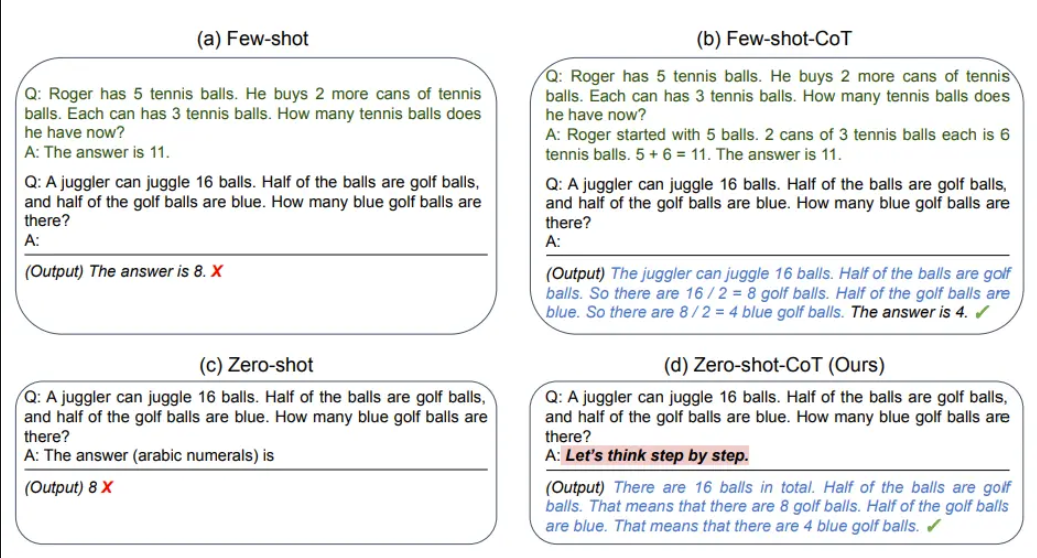 (a) Few-shot
Q: Roger has 5 tennis balls. He buys 2 more cans of tennis
balls. Each can has 3 tennis balls. How many tennis balls does
he have now?
A: The answer is 11.
Q: A juggler can juggle 16 balls. Half of the balls are golf balls,
and half of the golf balls are blue. How many blue golf balls are
there?
A:
(Output) The answer is 8. X
(b) Few-shot-CoT
Q: Roger has 5 tennis balls. He buys 2 more cans of tennis
balls. Each can has 3 tennis balls. How many tennis balls does
he have now?
A: Roger started with 5 balls. 2 cans of 3 tennis balls each is 6
tennis balls. 5 + 6 = 11. The answer is 11.
Q: A juggler can juggle 16 balls. Half of the balls are golf balls,
and half of the golf balls are blue. How many blue golf balls are
there?
A:
(Output) The juggler can juggle 16 balls. Half of the balls are golf
balls. So there are 16 / 2 = 8 golf balls. Half of the golf balls are
blue. So there are 8 / 2 = 4 blue golf balls. The answer is 4. ✓
(c) Zero-shot
Q: A juggler can juggle 16 balls. Half of the balls are golf balls,
and half of the golf balls are blue. How many blue golf balls are
there?
A: The answer (arabic numerals) is
(Output) 8 X
(d) Zero-shot-CoT (Ours)
Q: A juggler can juggle 16 balls. Half of the balls are golf balls,
and half of the golf balls are blue. How many blue golf balls are
there?
A: Let's think step by step.
(Output) There are 16 balls in total. Half of the balls are golf
balls. That means that there are 8 golf balls. Half of the golf balls
are blue. That means that there are 4 blue golf balls. ✓